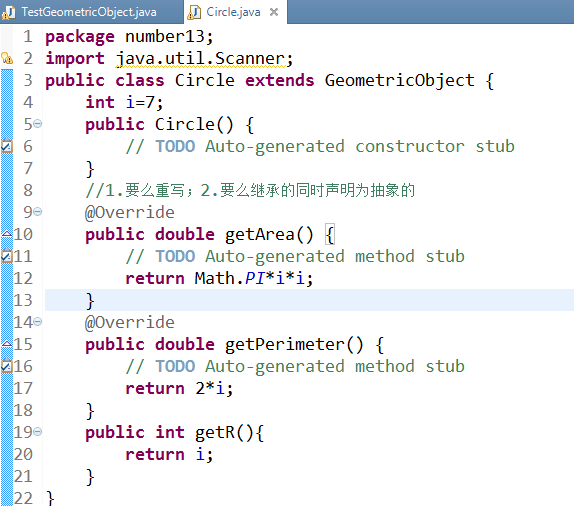 TestGeometricObject.java Circle.java
1 package number13;
2 import java.util.Scanner;
3 public class Circle extends GeometricObject {
4 int i=7;
5 public Circle() {
6 // TODO Auto-generated constructor stub
7 }
8 //1.要么重写；2.要么继承的同时声明为抽象的
9 @Override
10 public double getArea() {
11 // TODO Auto-generated method stub
12 return Math.PI*i*i;
13 }
14 @Override
15 public double getPerimeter() {
16 // TODO Auto-generated method stub
17 return 2*i;
18 }
19 public int getR(){
20 return i;
21 }
22 }